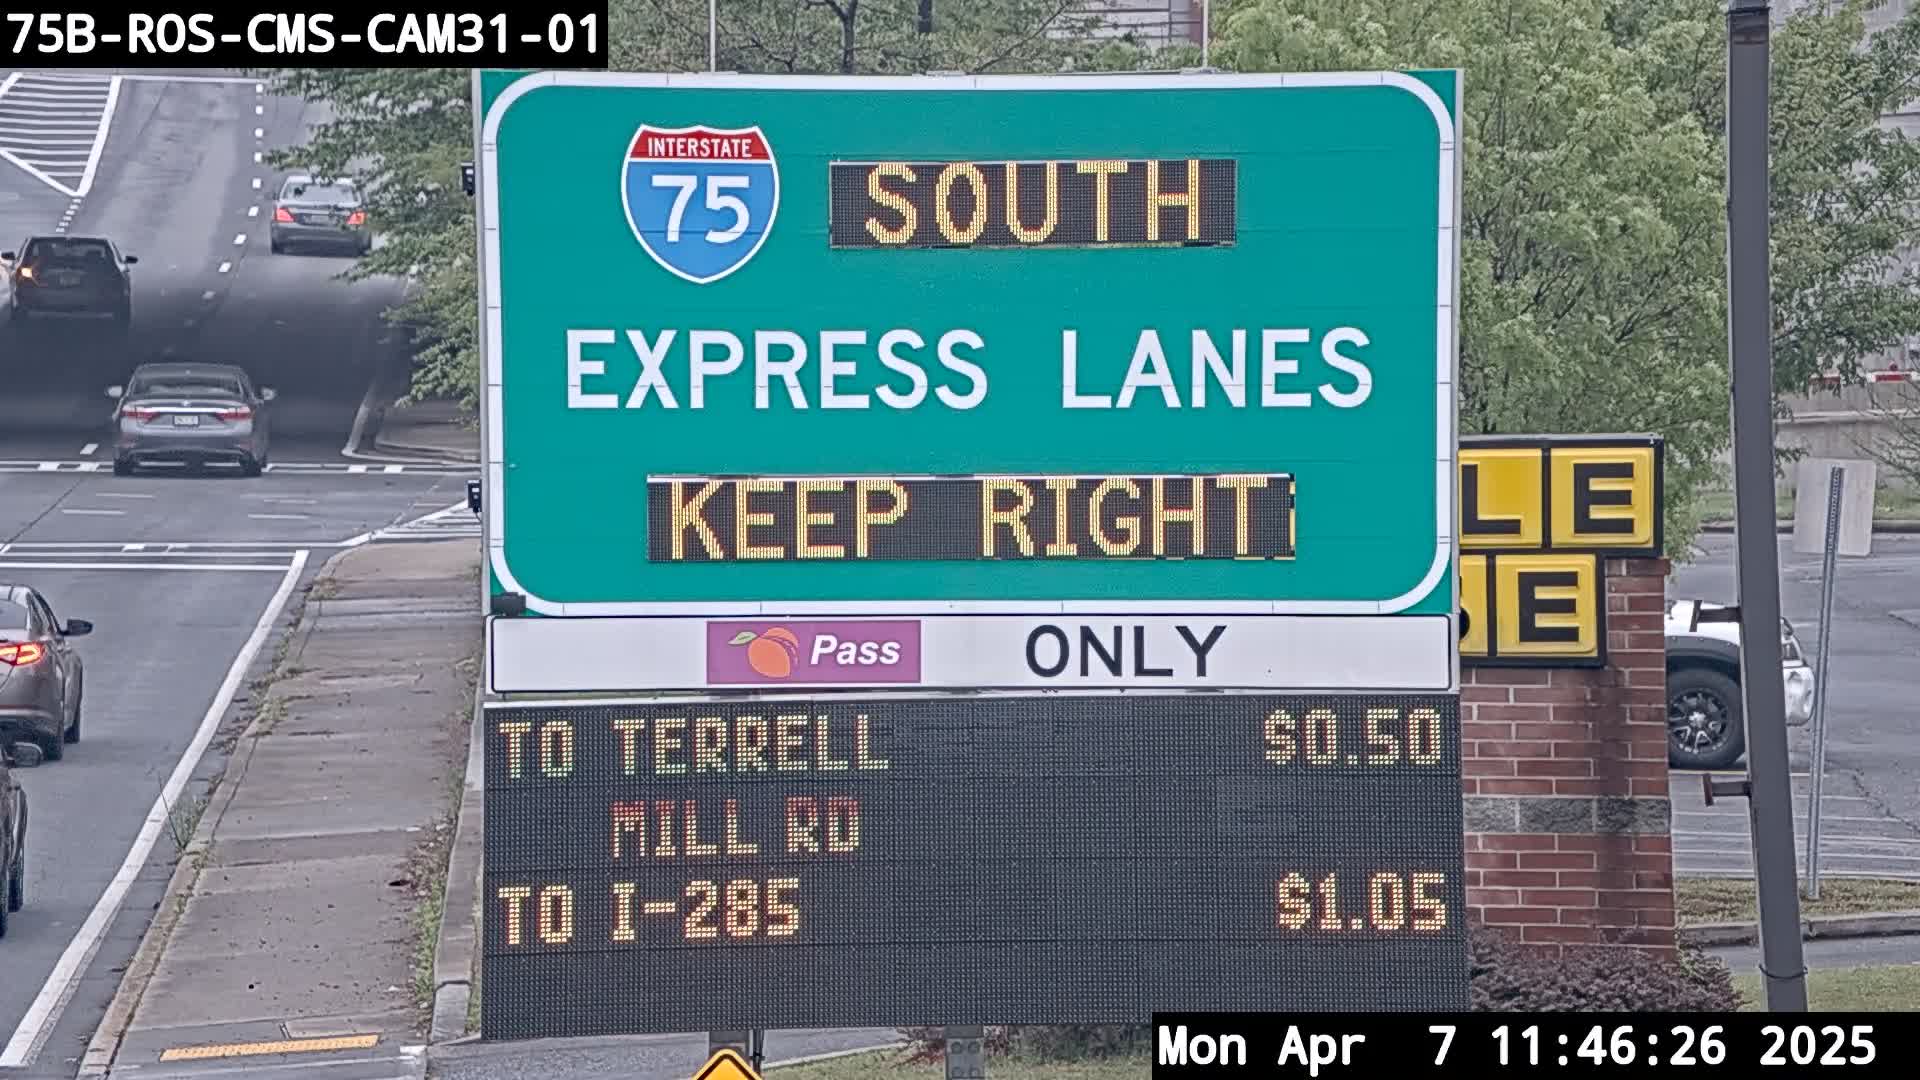 75B-ROS-CMS-CAM31-01
INTERSTATE
75
SOUTH
EXPRESS LANES
KEEP RIGHT
Pass ONLY
TO TERRELL $0.50
MILL RD
TO I-285 $1.05
LE
E
Mon Apr 7 11:46:26 2025